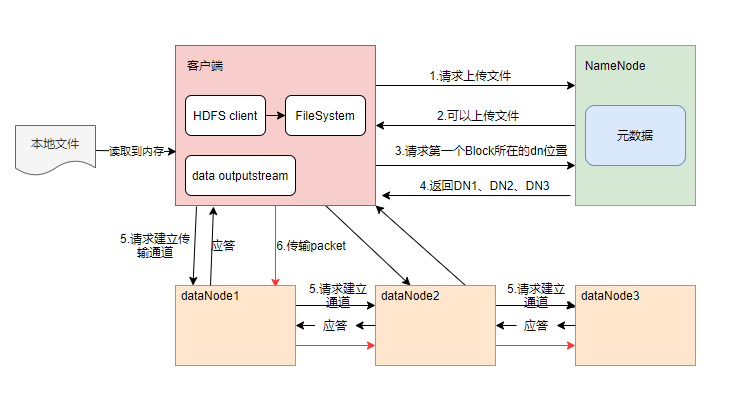 客户端
NameNode
1.请求上传文件
HDFS client
FileSystem
2.可以上传文件
元数据
本地文件
读取到内存
3.请求第一个Block所在的dn位置
data outputstream
4.返回DN1、DN2、DN3
5.请求建立传
输通道
应答
6.传输packet
dataNode1
5.请求建立
通道
应答
dataNode2
5.请求建立
通道
应答
dataNode3